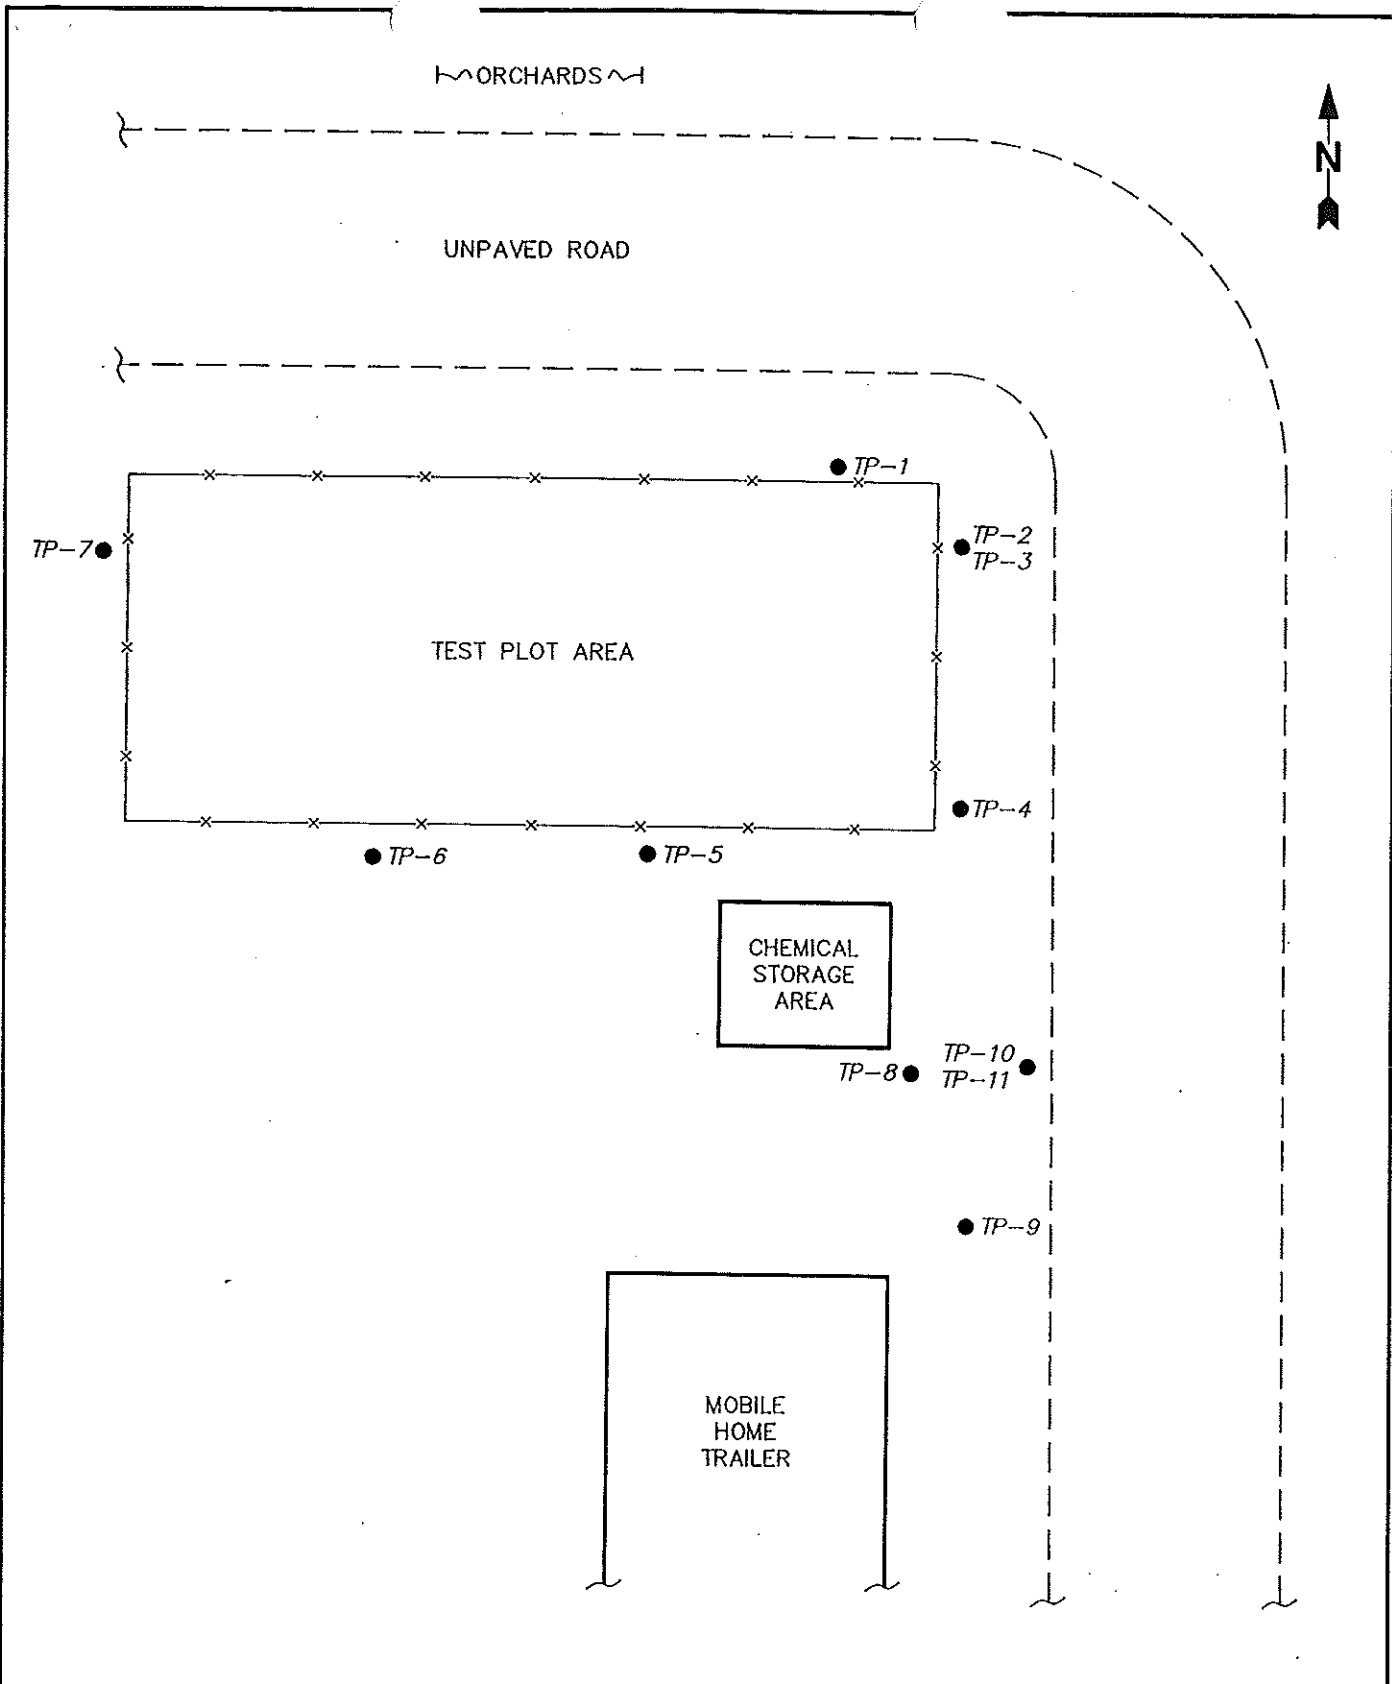 ORCHARDS
N
UNPAVED ROAD
TP-1
TP-2
TP-3
TP-7
TEST PLOT AREA
TP-4
TP-6
TP-5
CHEMICAL
STORAGE
AREA
TP-8
TP-10
TP-11
TP-9
MOBILE
HOME
TRAILER